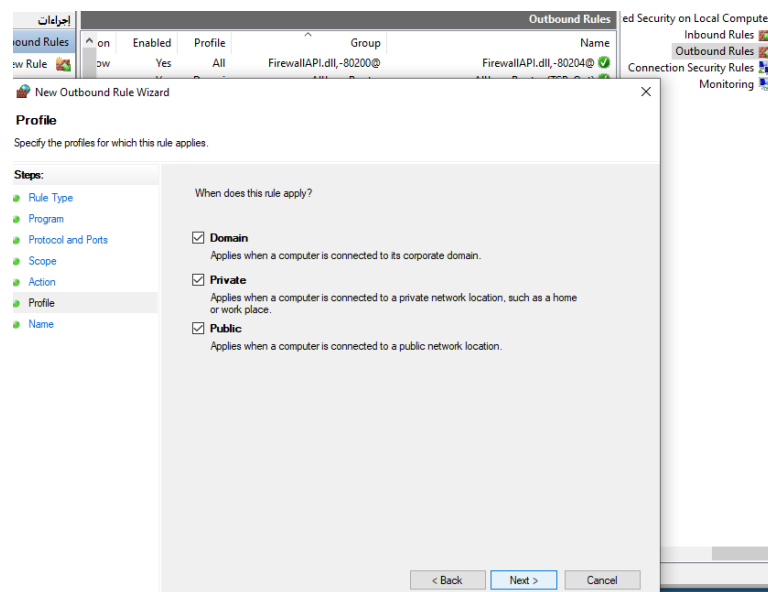 إجراءات
Outbound Rules
ed Security on Local Compute
Inbound Rules
Outbound Rules
Connection Security Rules
Monitoring
ound Rules
ew Rule
on Enabled Profile Group Name
ow Yes All FirewallAPI.dll,-80200@ FirewallAPI.dll,-80204@
New Outbound Rule Wizard
Profile
Specify the profiles for which this rule applies.
Steps:
Rule Type
Program
Protocol and Ports
Scope
Action
Profile
Name
When does this rule apply?
Domain
Applies when a computer is connected to its corporate domain.
Private
Applies when a computer is connected to a private network location, such as a home
or work place.
Public
Applies when a computer is connected to a public network location.
< Back
Next >
Cancel